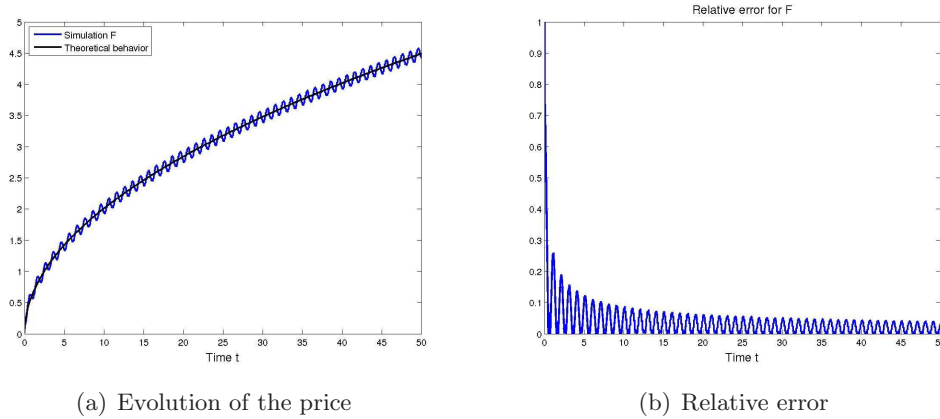 Simulation F
Theoretical behavior
5
4.5
4
3.5
3
2.5
2
1.5
1
0.5
0
0 5 10 15 20 25 30 35 40 45 50
Time t
(a) Evolution of the price
Relative error for F
1
0.9
0.8
0.7
0.6
0.5
0.4
0.3
0.2
0.1
0
0 5 10 15 20 25 30 35 40 45 50
Time t
(b) Relative error